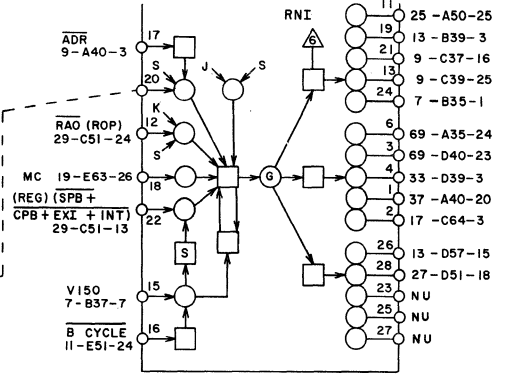 RNI
11
25 -A50-25
17
ADR
9-A40-3
6
19
13 -B39-3
21
9 -C37-16
S
J
S
20
13
9 -C39-25
24
7 -B35-1
K
12
RAO (ROP)
29-C51-24
S
6
69 -A35-24
3
69 -D40-23
MC 19-E63-26
18
G
4
33 -D39-3
(REG) (SPB+
CPB+EXI + INT)
29-C51-13
22
1
37 -A40-20
2
17 -C64-3
S
26
13 -D57-15
28
27-D51-18
V150
7-B37-7
15
23
NU
25
NU
B CYCLE
11-E51-24
16
27
NU